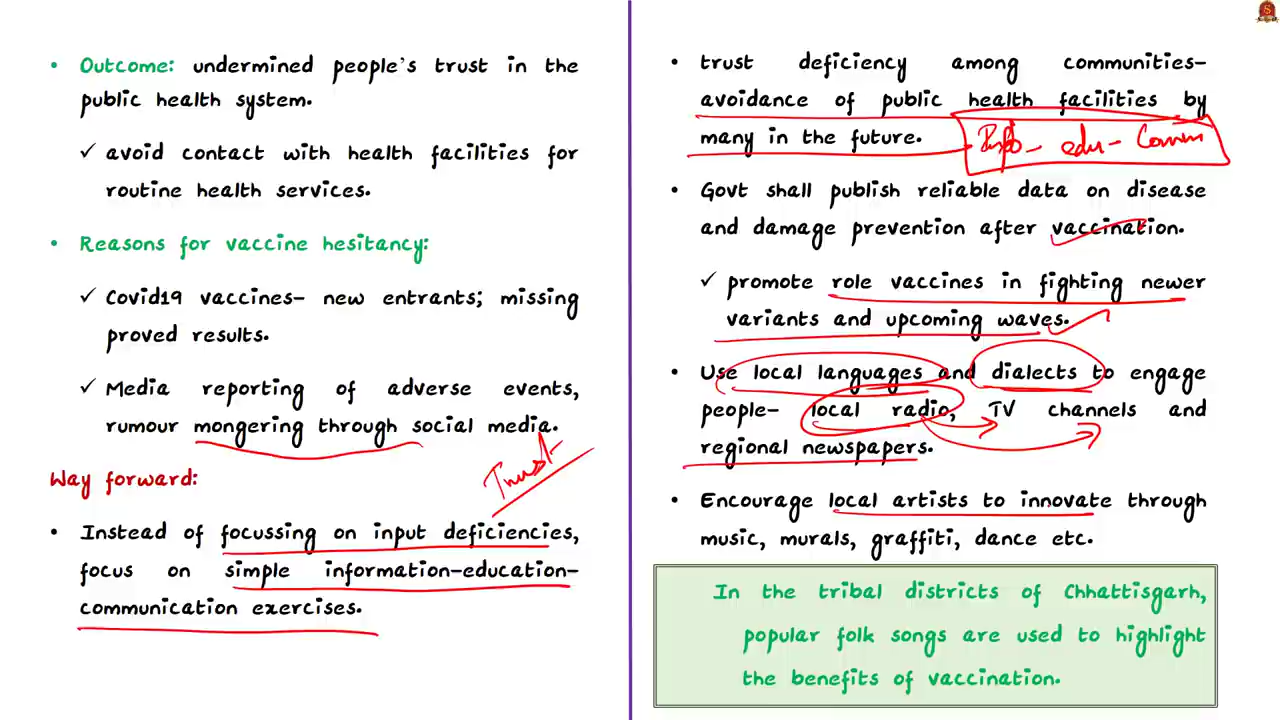 • Outcome: undermined people's trust in the
public health system.
✓ avoid contact with health facilities for
routine health services.
• Reasons for vaccine hesitancy:
✓ Covid19 vaccines- new entrants; missing
proved results.
✓ Media reporting of adverse events,
rumour mongering through social media.
Trust
Way forward:
• Instead of focussing on input deficiencies,
focus on simple information-education-
communication exercises.
• trust deficiency among communities-
avoidance of public health facilities by
many in the future.
Info- edu- Comm
• Govt shall publish reliable data on disease
and damage prevention after vaccination.
✓ promote role vaccines in fighting newer
variants and upcoming waves.
• Use local languages and dialects to engage
people- local radio, TV channels and
regional newspapers.
• Encourage local artists to innovate through
music, murals, graffiti, dance etc.
In the tribal districts of Chhattisgarh,
popular folk songs are used to highlight
the benefits of vaccination.